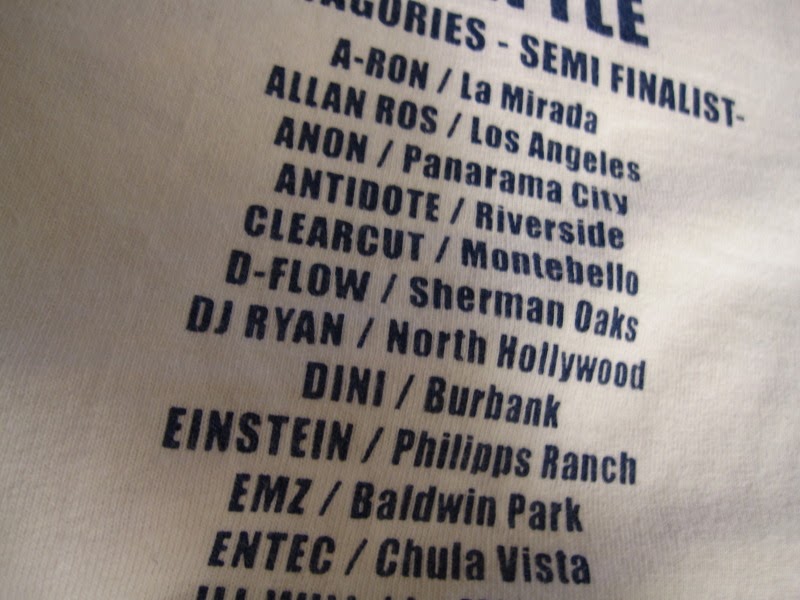 - SEMI FINALIST-
A-RON / La Mirada
ALLAN ROS / Los Angeles
ANON / Panarama City
ANTIDOTE / Riverside
CLEARCUT / Montebello
D-FLOW / Sherman Oaks
DJ RYAN / North Hollywood
DINI / Burbank
EINSTEIN / Philipps Ranch
EMZ / Baldwin Park
ENTEC / Chula Vista